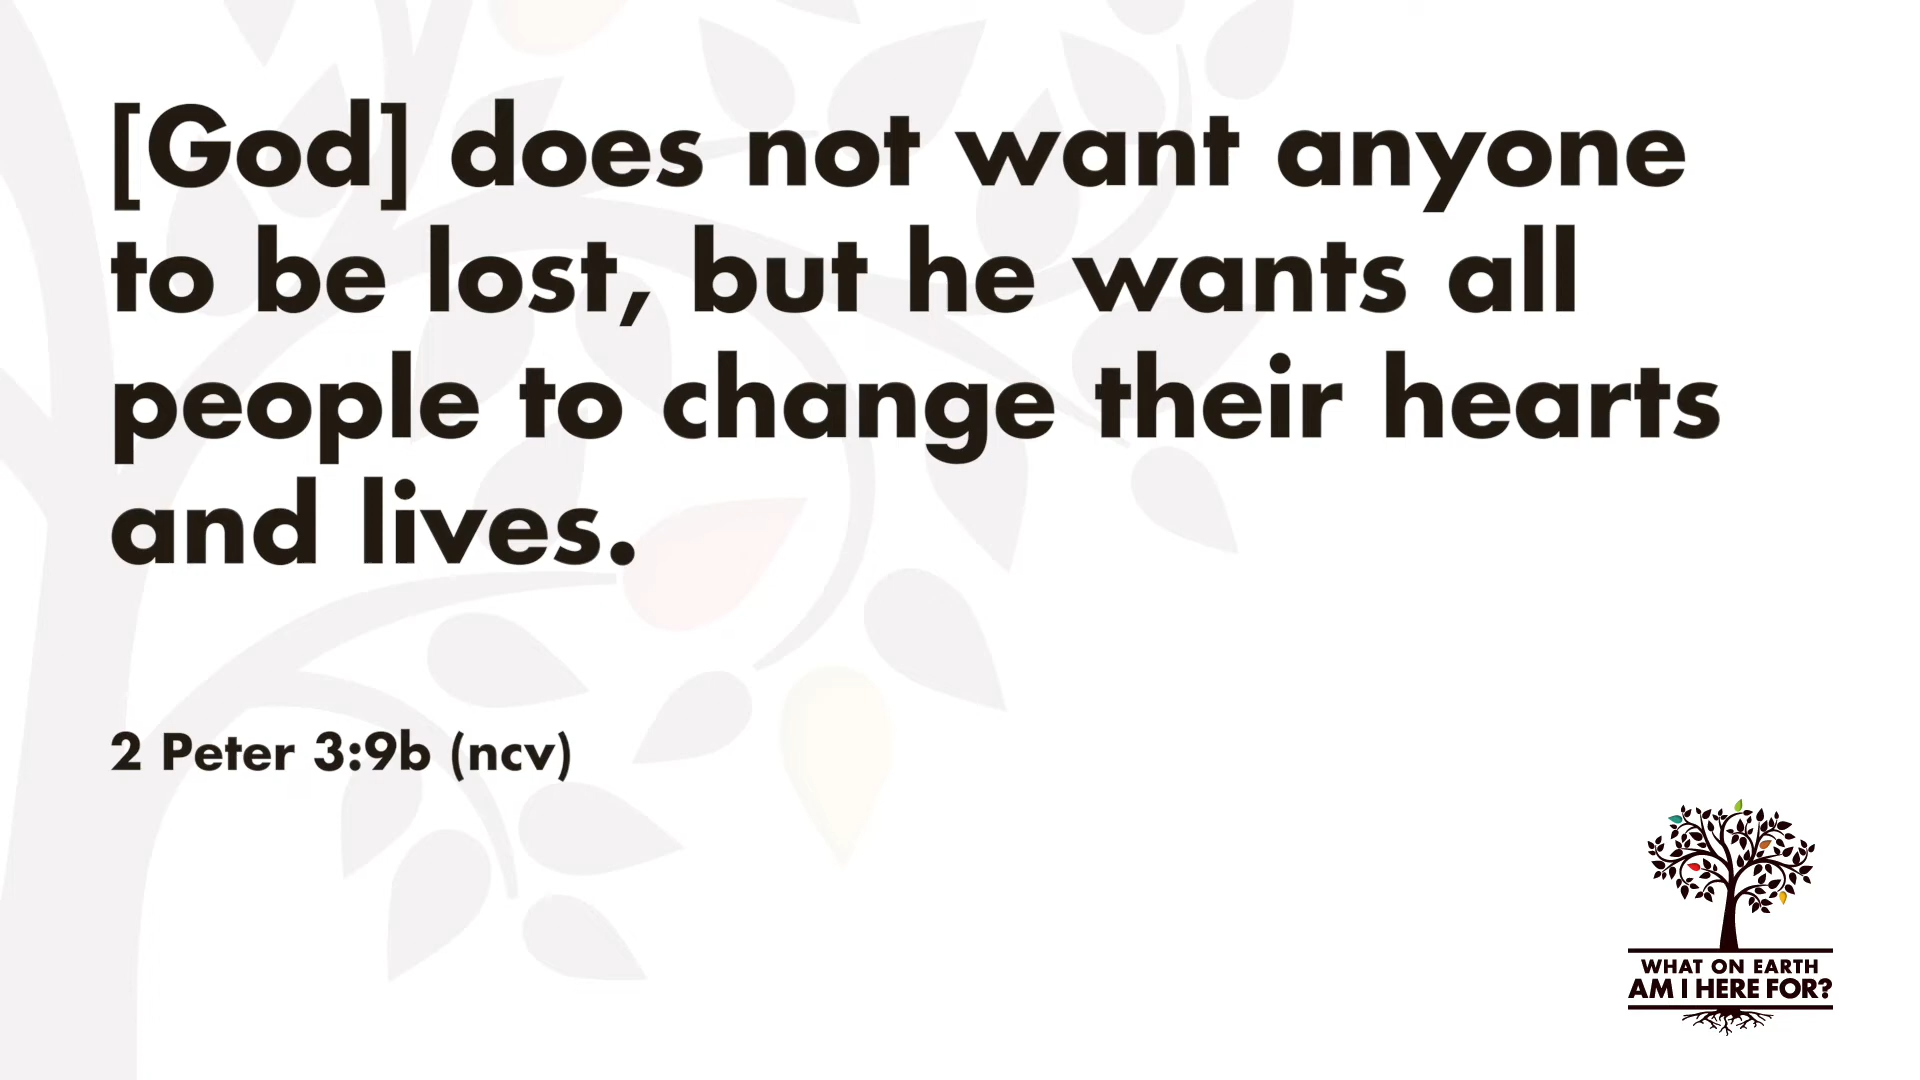 [God] does not want anyone
to be lost, but he wants all
people to change their hearts
and lives.
2 Peter 3:9b (ncv)
WHAT ON EARTH
AM I HERE FOR?